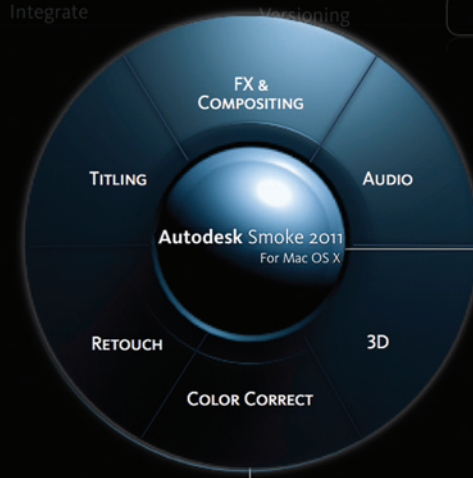 Integrate
Versioning
FX &
COMPOSITING
TITLING
AUDIO
Autodesk Smoke 2011
For Mac OS X
RETOUCH
3D
COLOR CORRECT